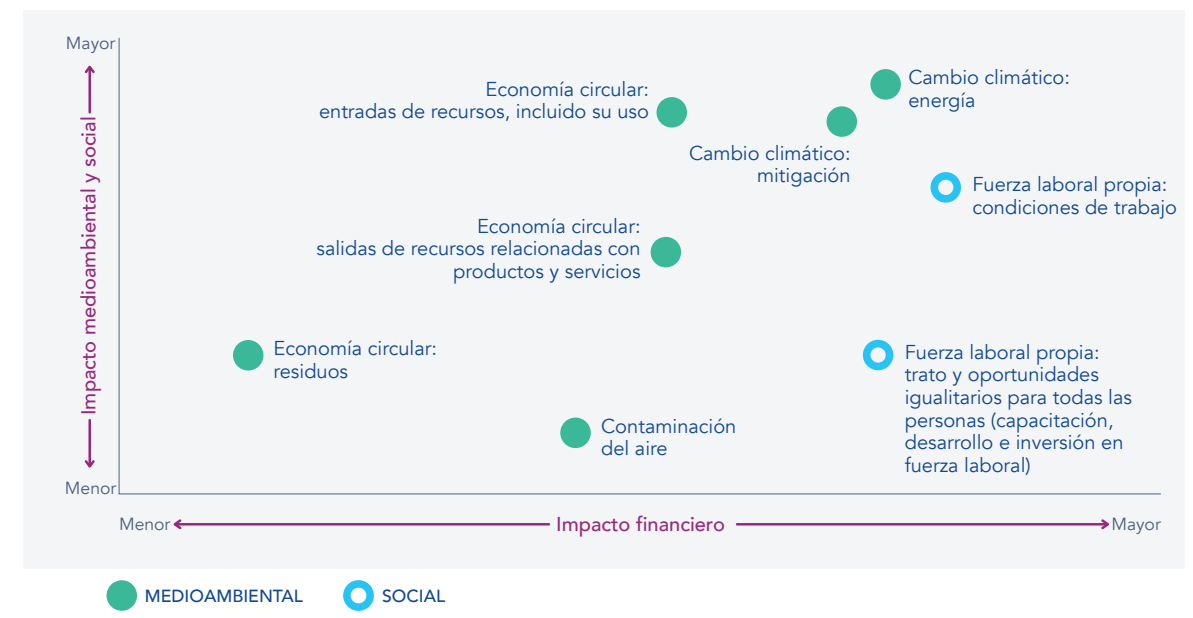 Mayor
Impacto medioambiental y social
Menor
Economía circular:
entradas de recursos, incluido su uso
Cambio climático:
energía
Cambio climático:
mitigación
Fuerza laboral propia:
condiciones de trabajo
Economía circular:
salidas de recursos relacionadas con
productos y servicios
Economía circular:
residuos
Fuerza laboral propia:
trato y oportunidades
igualitarios para todas las
personas (capacitación,
desarrollo e inversión en
fuerza laboral)
Contaminación
del aire
Menor
Impacto financiero
Mayor
MEDIOAMBIENTAL
SOCIAL